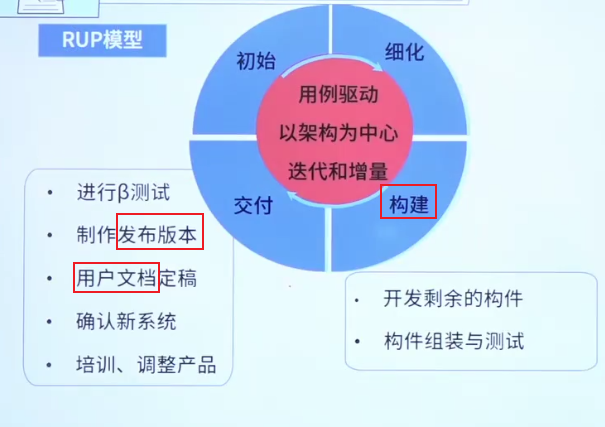 RUP模型
初始
细化
用例驱动
以架构为中心
迭代和增量
交付
构建
• 进行β测试
• 制作发布版本
• 用户文档定稿
• 确认新系统
• 培训、调整产品
• 开发剩余的构件
• 构件组装与测试